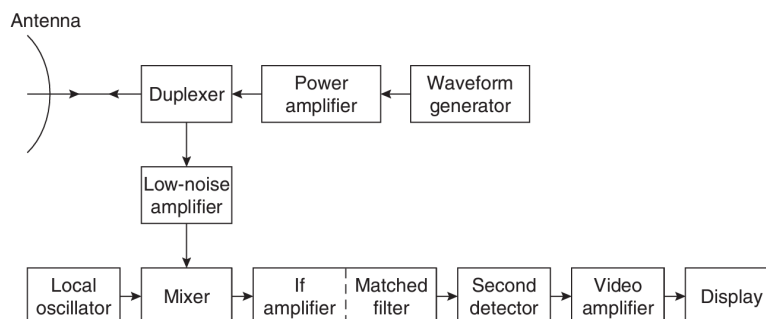 Antenna
Duplexer
Power
amplifier
Waveform
generator
Low-noise
amplifier
Local
oscillator
Mixer
If
amplifier
Matched
filter
Second
detector
Video
amplifier
Display